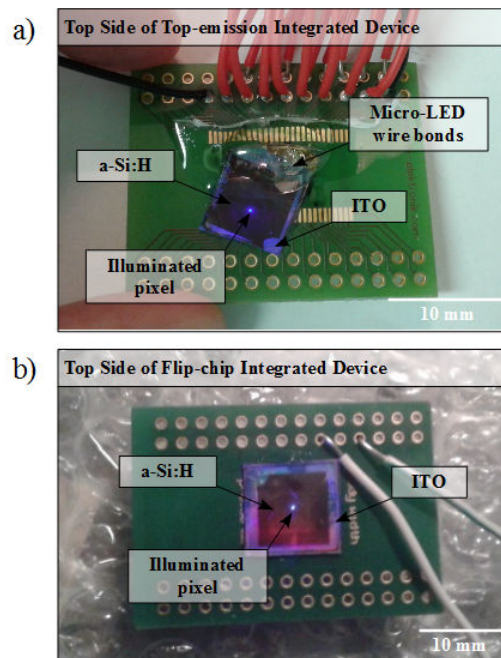 a)
Top Side of Top-emission Integrated Device
Micro-LED
wire bonds
a-Si:H
ITO
Illuminated
pixel
10 mm
b)
Top Side of Flip-chip Integrated Device
a-Si:H
ITO
width
Illuminated
pixel
10 mm